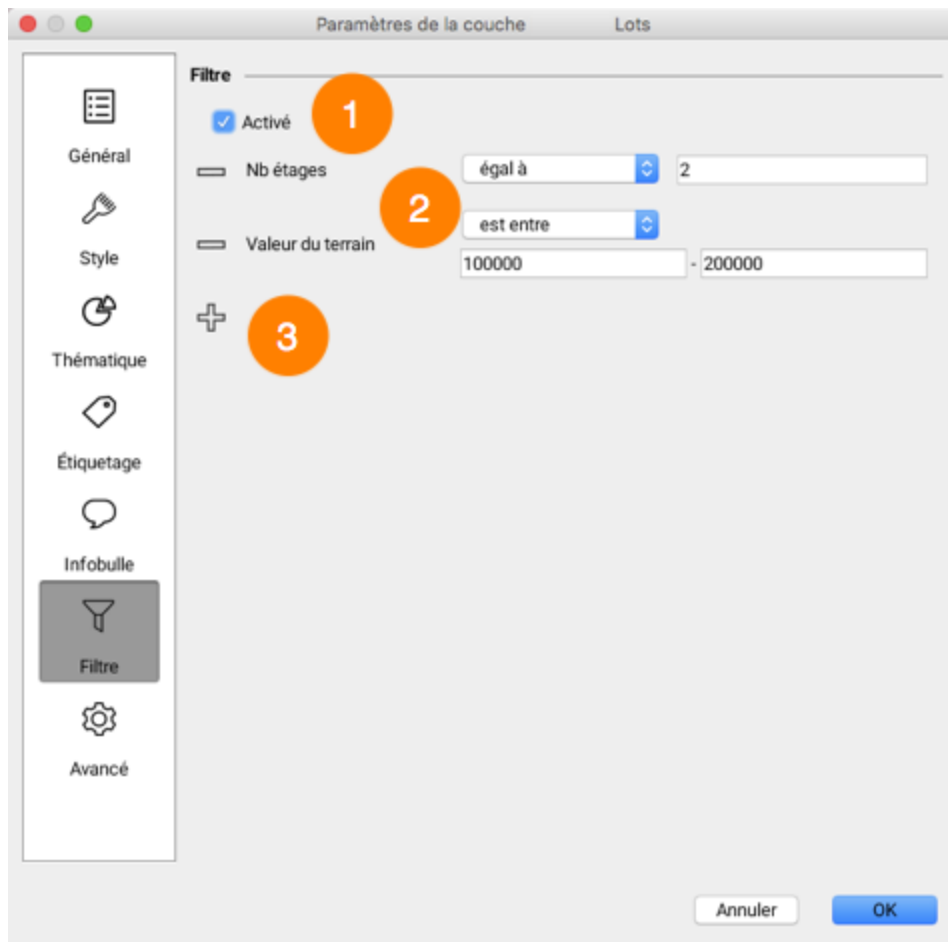 Paramètres de la couche Lots
Général
Style
Thématique
Étiquetage
Infobulle
Filtre
Avancé
Filtre
Activé
1
Nb étages égal à 2
2
est entre
Valeur du terrain
100000 - 200000
3
Annuler OK